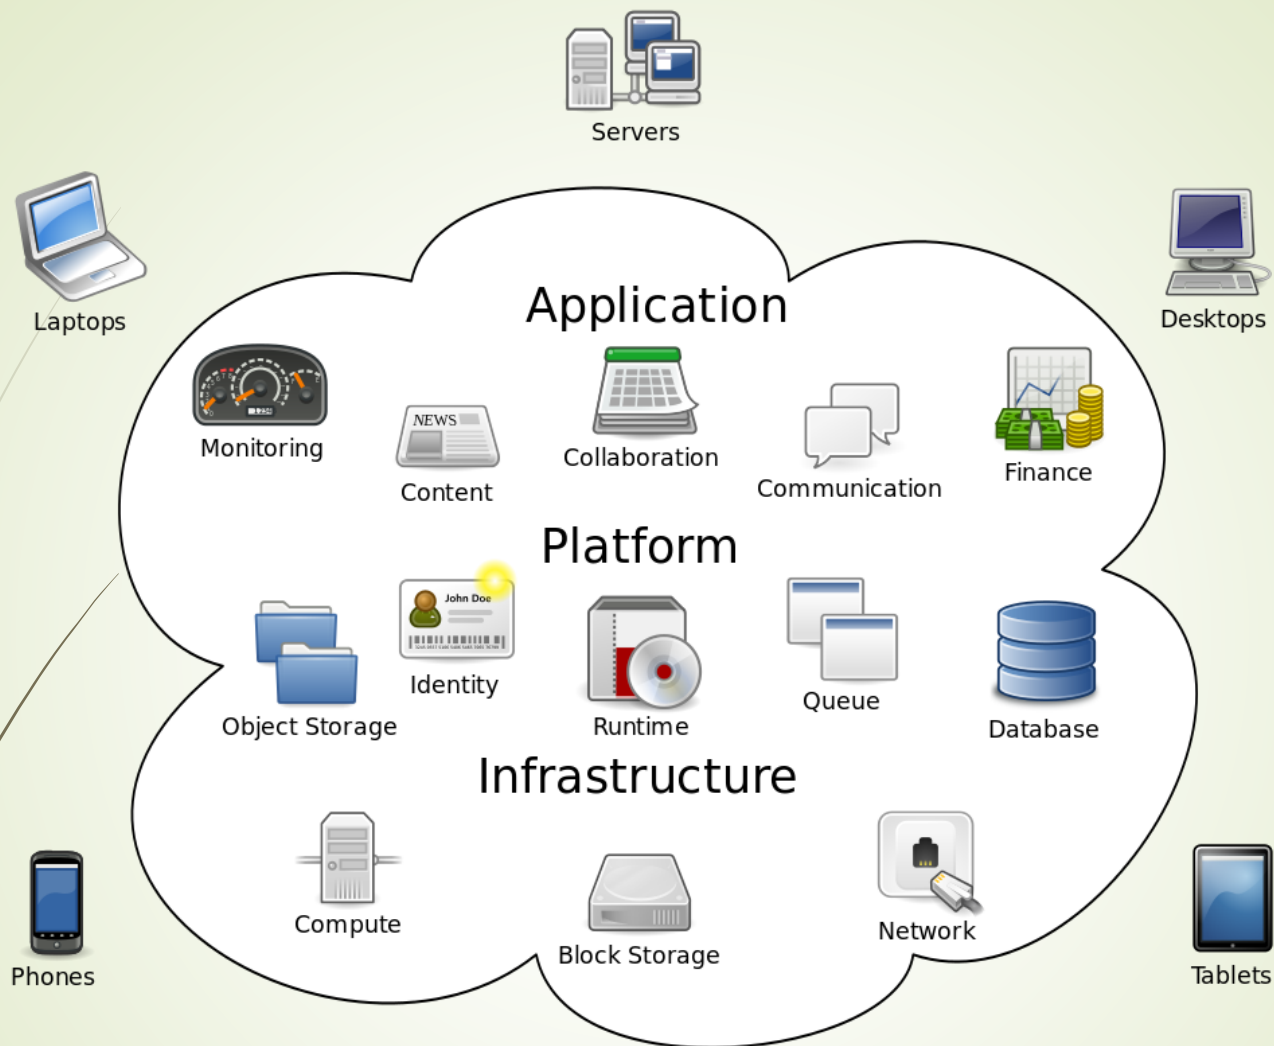 Servers
Laptops
Desktops
Application
Monitoring
NEWS
Content
Collaboration
Communication
Finance
Platform
John Doe
Object Storage
Identity
Runtime
Queue
Database
Infrastructure
Compute
Block Storage
Network
Phones
Tablets